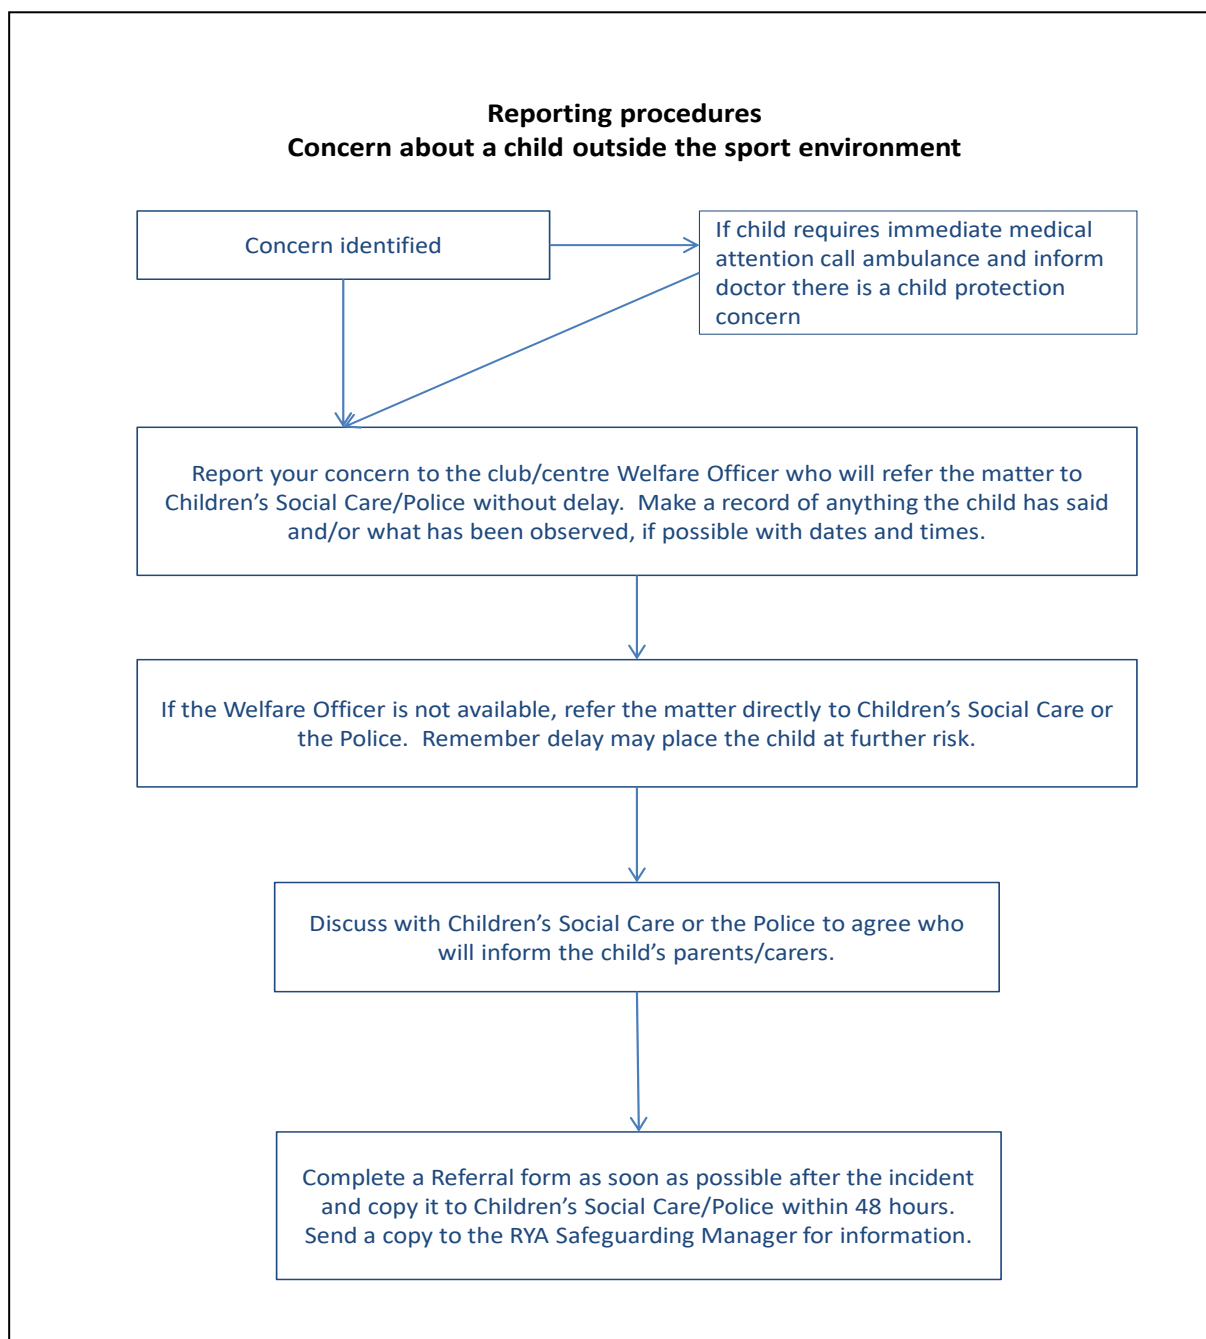 Reporting procedures
Concern about a child outside the sport environment
Concern identified
If child requires immediate medical
attention call ambulance and inform
doctor there is a child protection
concern
Report your concern to the club/centre Welfare Officer who will refer the matter to
Children’s Social Care/Police without delay.  Make a record of anything the child has said
and/or what has been observed, if possible with dates and times.
If the Welfare Officer is not available, refer the matter directly to Children’s Social Care or
the Police.  Remember delay may place the child at further risk.
Discuss with Children’s Social Care or the Police to agree who
will inform the child’s parents/carers.
Complete a Referral form as soon as possible after the incident
and copy it to Children’s Social Care/Police within 48 hours.
Send a copy to the RYA Safeguarding Manager for information.